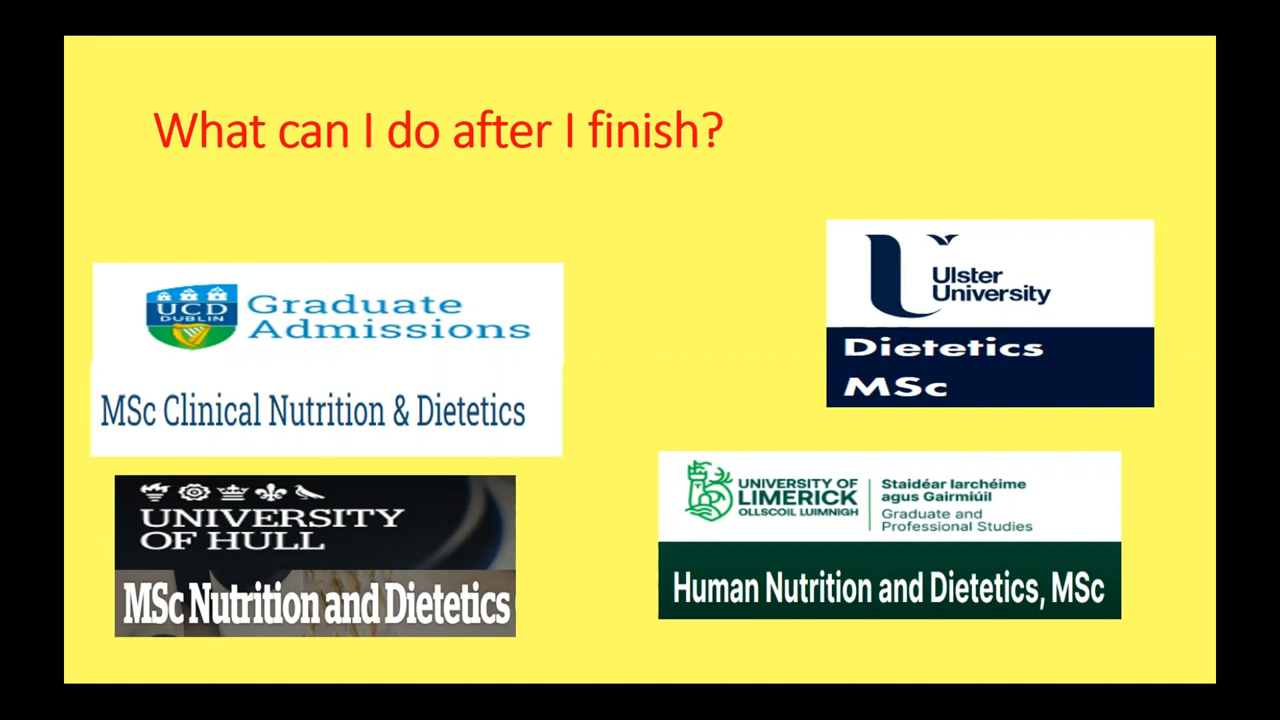 What can I do after I finish?
UCD
DUBLIN
Graduate
Admissions
MSc Clinical Nutrition & Dietetics
Ulster
University
Dietetics
MSc
UNIVERSITY
OF HULL
MSc Nutrition and Dietetics
UNIVERSITY OF
LIMERICK
OLLSCOIL LUIMNIGH
Staidéar Iarchéime
agus Gairmiúil
Graduate and
Professional Studies
Human Nutrition and Dietetics, MSc